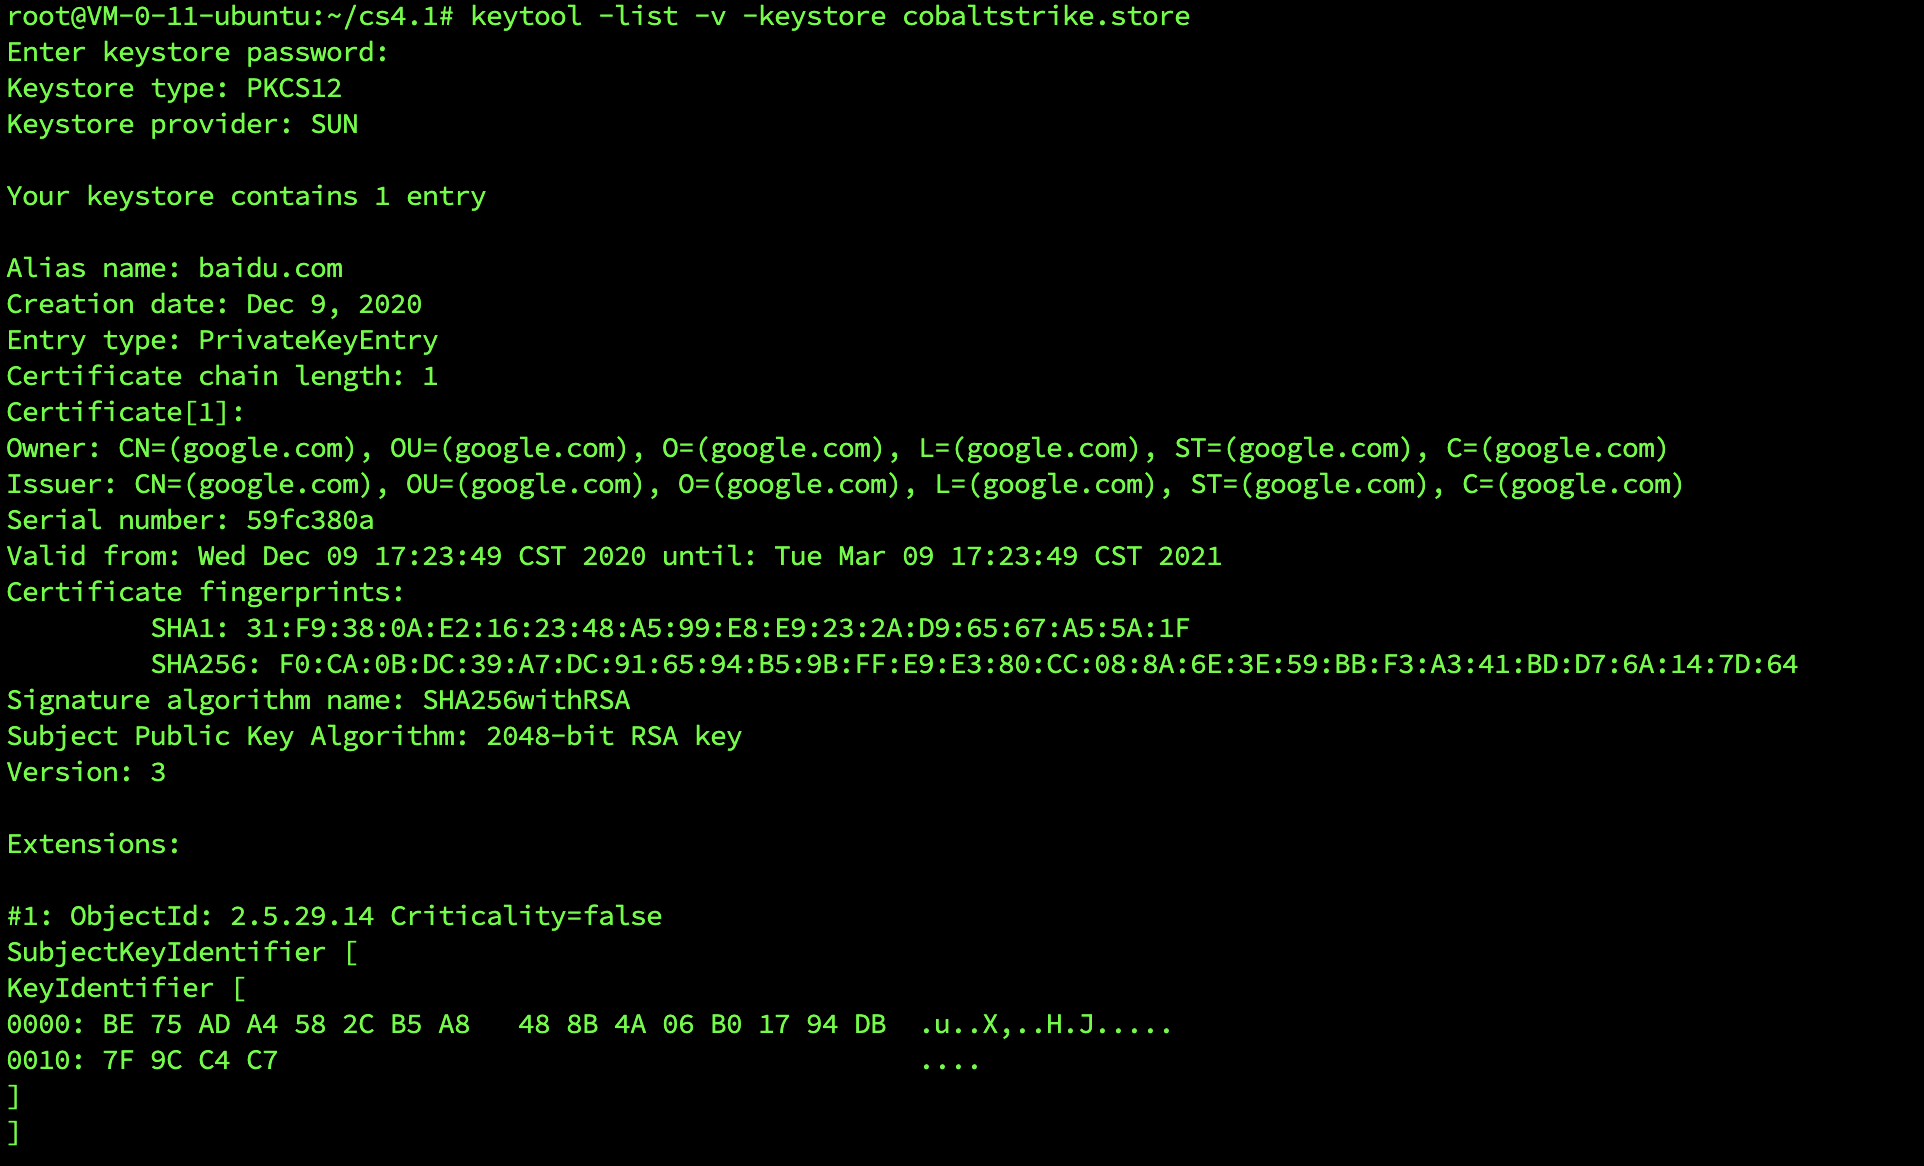 root@VM-0-11-ubuntu:~/cs4.1# keytool -list -v -keystore cobaltstrike.store
Enter keystore password:
Keystore type: PKCS12
Keystore provider: SUN

Your keystore contains 1 entry

Alias name: baidu.com
Creation date: Dec 9, 2020
Entry type: PrivateKeyEntry
Certificate chain length: 1
Certificate[1]:
Owner: CN=(google.com), OU=(google.com), O=(google.com), L=(google.com), ST=(google.com), C=(google.com)
Issuer: CN=(google.com), OU=(google.com), O=(google.com), L=(google.com), ST=(google.com), C=(google.com)
Serial number: 59fc380a
Valid from: Wed Dec 09 17:23:49 CST 2020 until: Tue Mar 09 17:23:49 CST 2021
Certificate fingerprints:
         SHA1: 31:F9:38:0A:E2:16:23:48:A5:99:E8:E9:23:2A:D9:65:67:A5:5A:1F
         SHA256: F0:CA:0B:DC:39:A7:DC:91:65:94:B5:9B:FF:E9:E3:80:CC:08:8A:6E:3E:59:BB:F3:A3:41:BD:D7:6A:14:7D:64
Signature algorithm name: SHA256withRSA
Subject Public Key Algorithm: 2048-bit RSA key
Version: 3

Extensions:

#1: ObjectId: 2.5.29.14 Criticality=false
SubjectKeyIdentifier [
KeyIdentifier [
0000: BE 75 AD A4 58 2C B5 A8   48 8B 4A 06 B0 17 94 DB  .u..X,..H.J.....
0010: 7F 9C C4 C7                                        ....
]
]